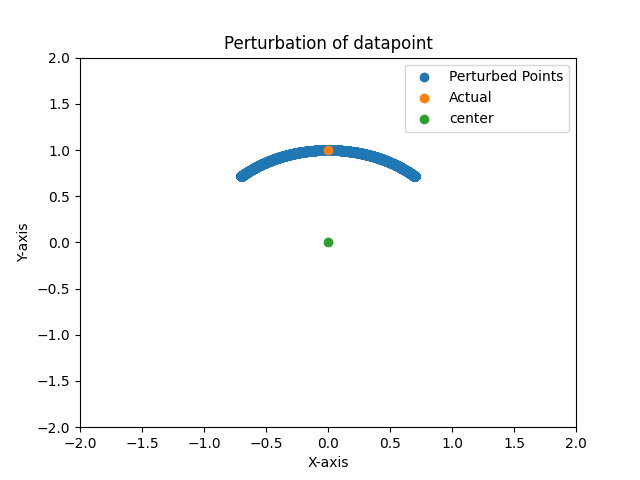 Perturbation of datapoint
Perturbed Points
Actual
center
2.0
1.5
1.0
0.5
0.0
−0.5
−1.0
−1.5
−2.0
Y-axis
−2.0 −1.5 −1.0 −0.5 0.0 0.5 1.0 1.5 2.0
X-axis